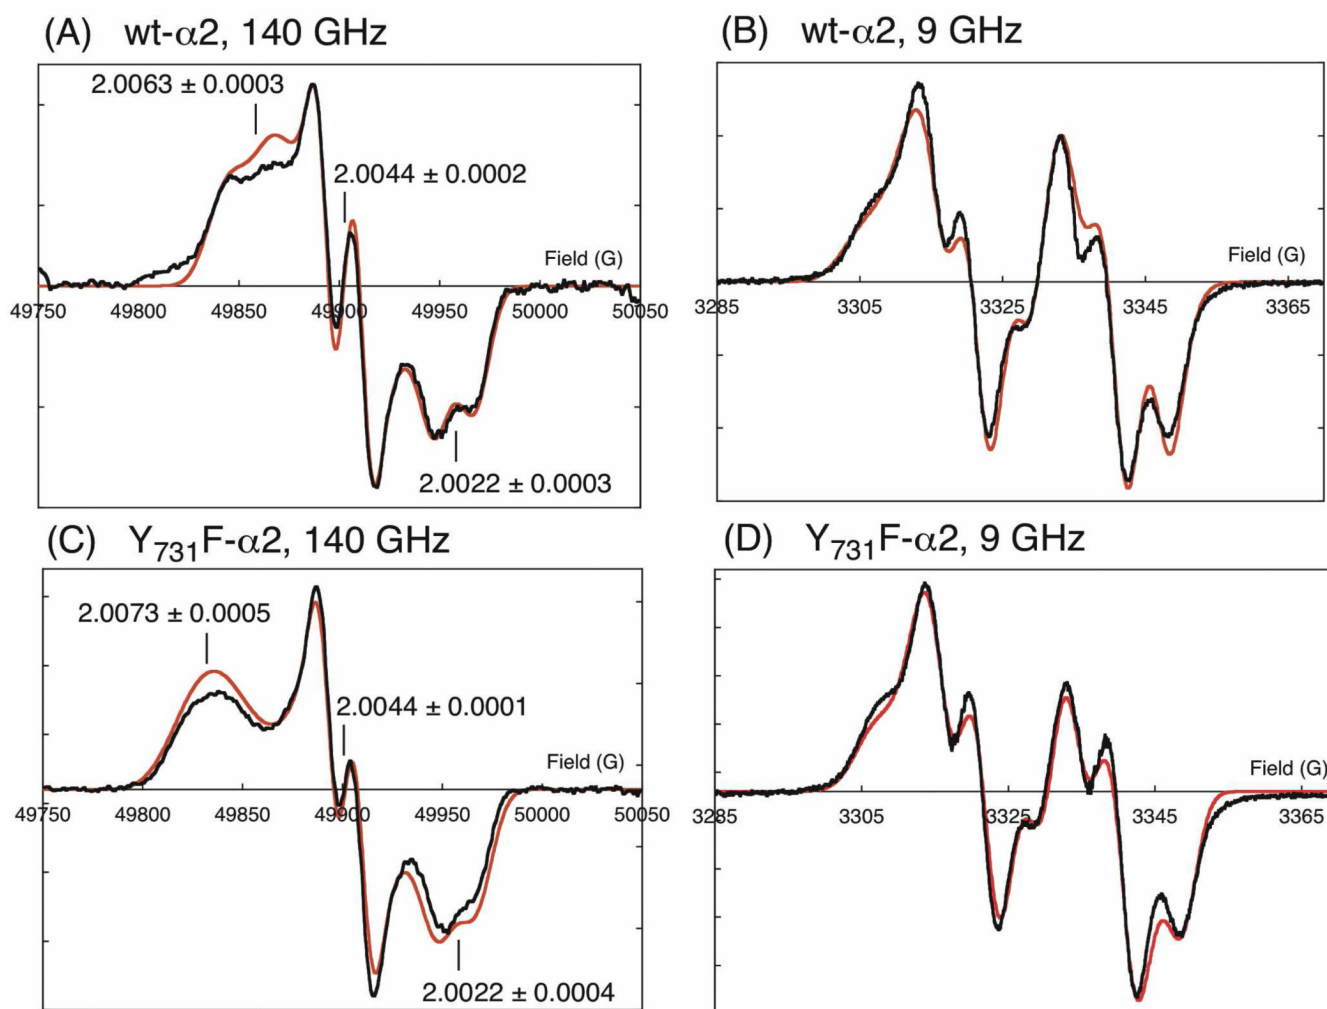 (A) wt-α2, 140 GHz
2.0063 ± 0.0003
2.0044 ± 0.0002
Field (G)
49750 49800 49850 49900 49950 50000 50050
2.0022 ± 0.0003
(B) wt-α2, 9 GHz
Field (G)
3285 3305 3325 3345 3365
(C) Y731F-α2, 140 GHz
2.0073 ± 0.0005
2.0044 ± 0.0001
Field (G)
49750 49800 49850 49900 49950 50000 50050
2.0022 ± 0.0004
(D) Y731F-α2, 9 GHz
Field (G)
3285 3305 3325 3345 3365